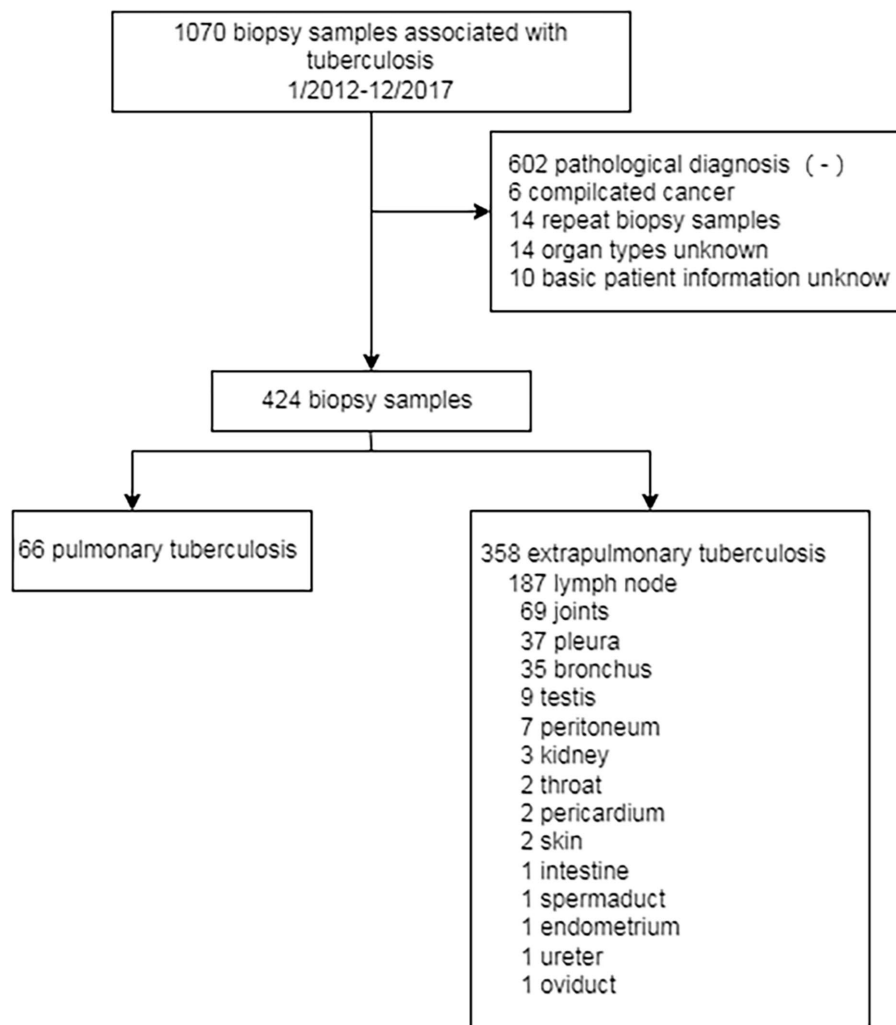 1070 biopsy samples associated with
tuberculosis
1/2012-12/2017
602 pathological diagnosis ( - )
6 compilcated cancer
14 repeat biopsy samples
14 organ types unknown
10 basic patient information unknow
424 biopsy samples
66 pulmonary tuberculosis
358 extrapulmonary tuberculosis
187 lymph node
69 joints
37 pleura
35 bronchus
9 testis
7 peritoneum
3 kidney
2 throat
2 pericardium
2 skin
1 intestine
1 spermaduct
1 endometrium
1 ureter
1 oviduct